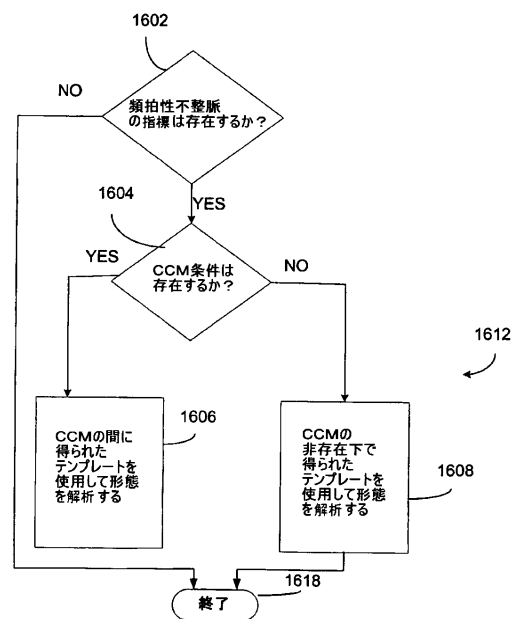 1602
NO
頻拍性不整脈
の指標は存在するか？
YES
1604
YES
CCM条件は
存在するか？
NO
1612
CCMの間に
得られた
テンプレートを
使用して形態
を解析する
1606
CCMの
非存在下で
得られた
テンプレートを
使用して形態
を解析する
1608
1618
終了